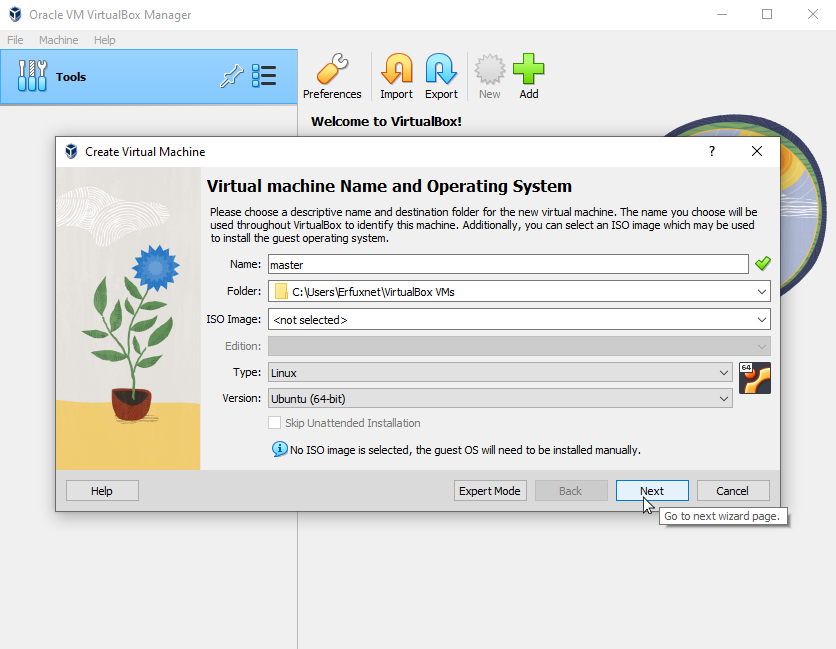 Oracle VM VirtualBox Manager
File Machine Help
Tools
Preferences Import Export New Add
Welcome to VirtualBox!
Create Virtual Machine
?
Virtual machine Name and Operating System
Please choose a descriptive name and destination folder for the new virtual machine. The name you choose will be
used throughout VirtualBox to identify this machine. Additionally, you can select an ISO image which may be used
to install the guest operating system.
Name: master
Folder: C:\Users\Erfuxnet\VirtualBox VMs
ISO Image: <not selected>
Edition:
Type: Linux
64
Version: Ubuntu (64-bit)
Skip Unattended Installation
No ISO image is selected, the guest OS will need to be installed manually.
Help Expert Mode Back Next Cancel
Go to next wizard page.